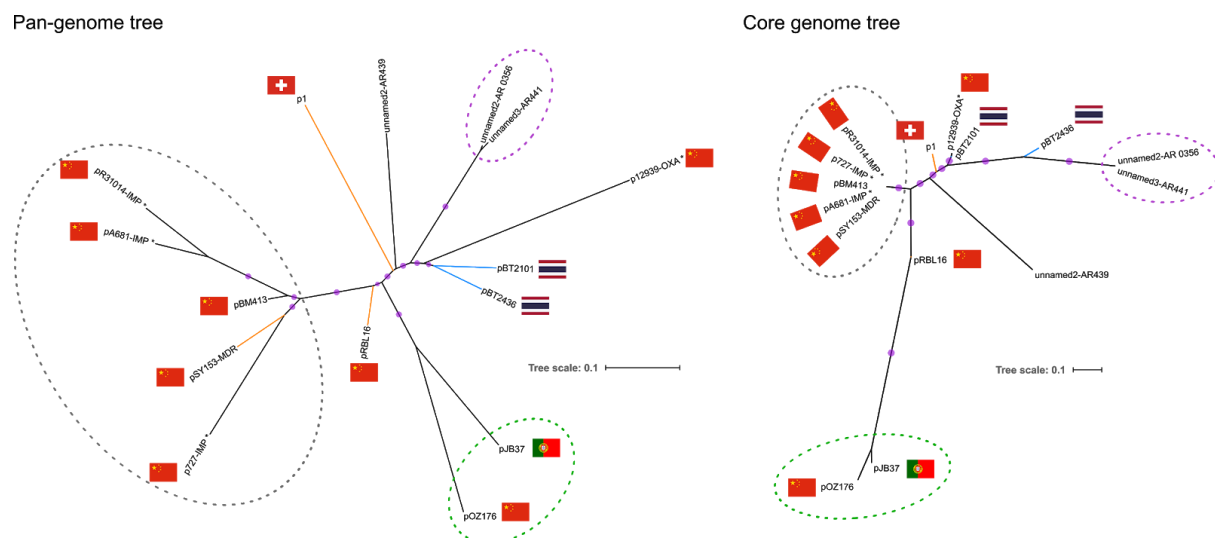 Pan-genome tree
p1
unnamed2-AR439
unnamed2-AR 0356
unnamed3-AR441
p12939-OXA*
pR31014-IMP *
pA681-IMP *
pBM413
pSY153-MDR
p727-IMP *
pRBL16
pBT2101
pBT2436
Tree scale: 0.1
pJB37
pOZ176
Core genome tree
pR31014-IMP *
p727-IMP *
pBM413
pA681-IMP *
pSY153-MDR
p1
p12939-OXA*
pBT2101
pBT2436
unnamed2-AR 0356
unnamed3-AR441
pRBL16
unnamed2-AR439
Tree scale: 0.1
pJB37
pOZ176